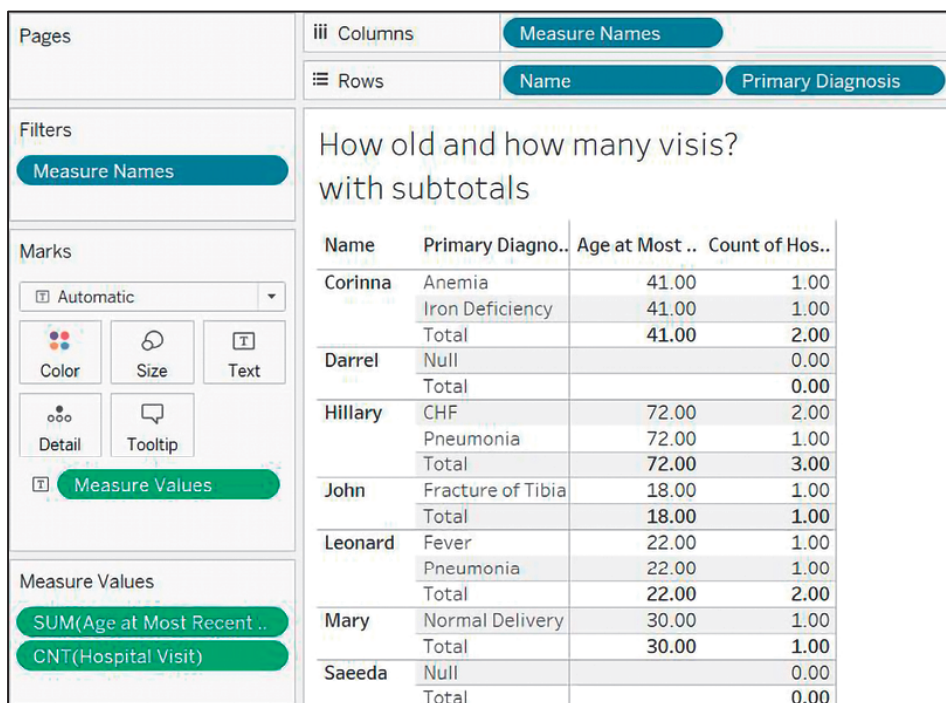 Pages
Columns Measure Names
Rows Name Primary Diagnosis
Filters
Measure Names
Marks
Automatic
Color Size Text
Detail Tooltip
Measure Values
Measure Values
SUM(Age at Most Recent ..
CNT(Hospital Visit)
How old and how many visis?
with subtotals
Name Primary Diagno.. Age at Most .. Count of Hos..
Corinna Anemia 41.00 1.00
Iron Deficiency 41.00 1.00
Total 41.00 2.00
Darrel Null 0.00
Total 0.00
Hillary CHF 72.00 2.00
Pneumonia 72.00 1.00
Total 72.00 3.00
John Fracture of Tibia 18.00 1.00
Total 18.00 1.00
Leonard Fever 22.00 1.00
Pneumonia 22.00 1.00
Total 22.00 2.00
Mary Normal Delivery 30.00 1.00
Total 30.00 1.00
Saeeda Null 0.00
Total 0.00